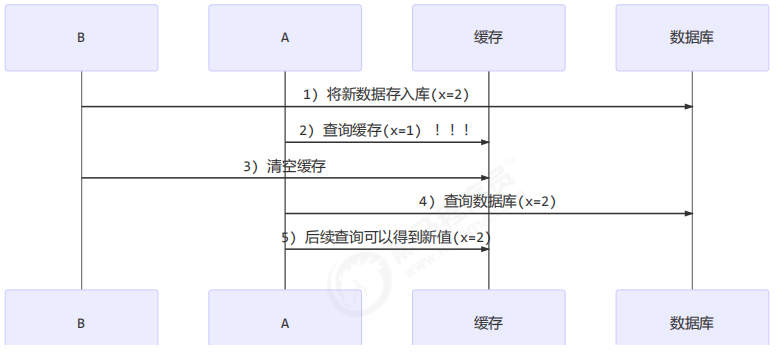 B
A
缓存
数据库
1) 将新数据存入库(x=2)
2) 查询缓存(x=1) ！！！
3) 清空缓存
4) 查询数据库(x=2)
5) 后续查询可以得到新值(x=2)
B
A
缓存
数据库